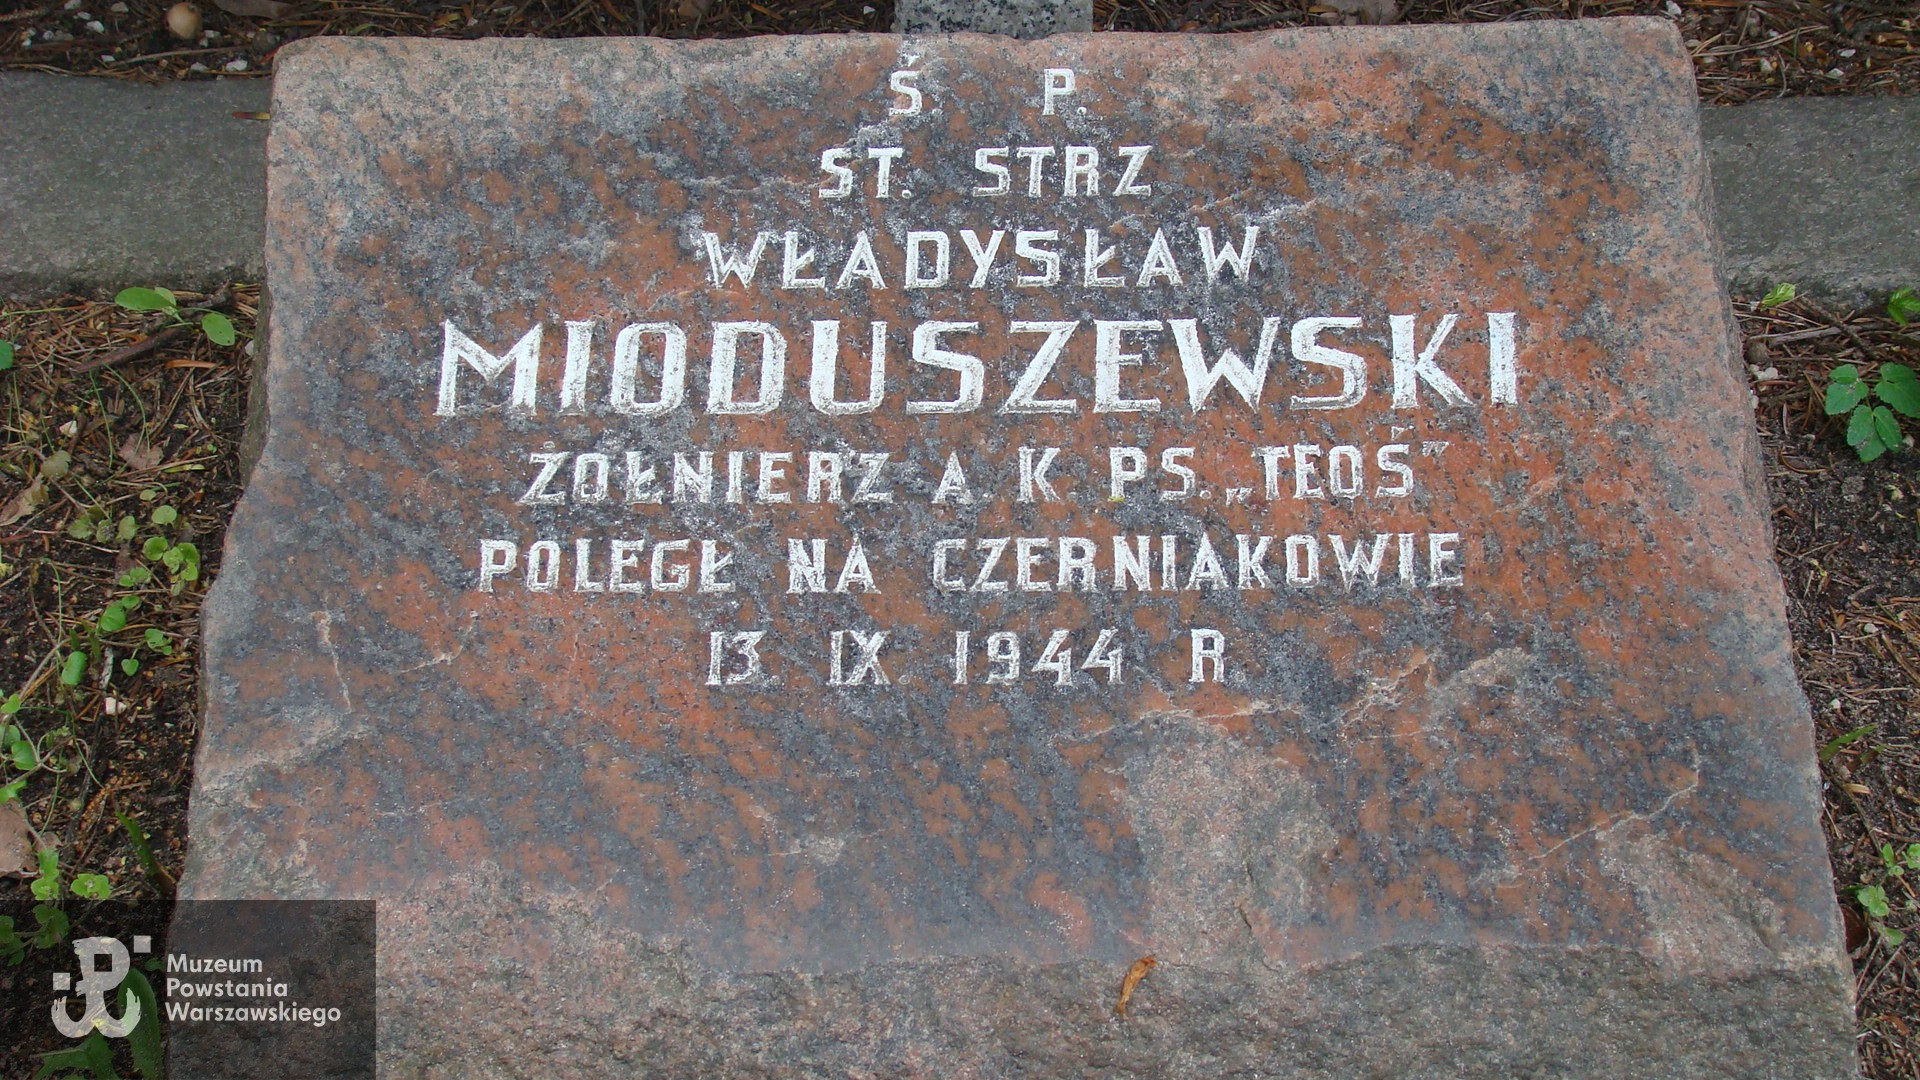 Ś P.
ST. STRZ
WŁADYSŁAW
MIODUSZEWSKI
ŻOŁNIERZ A. K. PS. „TEOŚ”
POLEGŁ NA CZERNIAKOWIE
13. IX. 1944 R.
Muzeum
Powstania
Warszawskiego